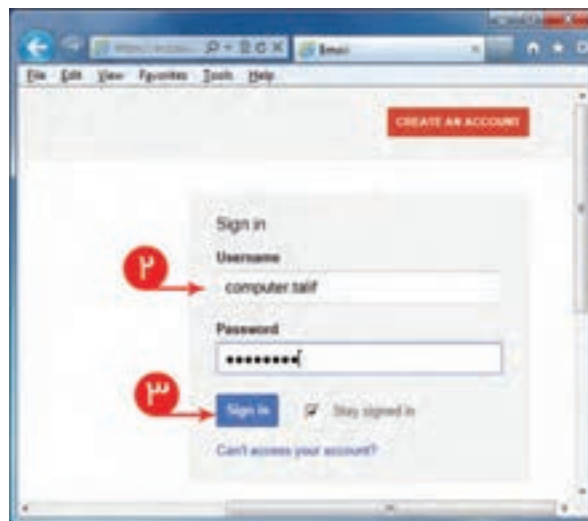 Gmail
File Edit View Favorites Tools Help
CREATE AN ACCOUNT
Sign in
Username
۲
computer.talif
Password
۳
Sign in Stay signed in
Can't access your account?